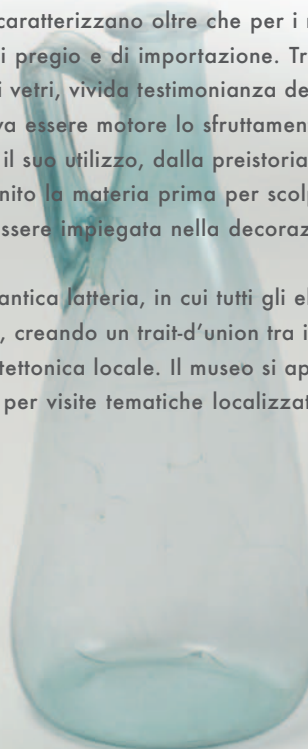 caratterizzano oltre che per i
i pregio e di importazione. Tr
i vetri, vivida testimonianza de
va essere motore lo sfruttamen
il suo utilizzo, dalla preistoria
nito la materia prima per scolp
ssere impiegata nella decoraz
antica latteria, in cui tutti gli el
, creando un trait-d’union tra i
tettonica locale. Il museo si ap
per visite tematiche localizzat